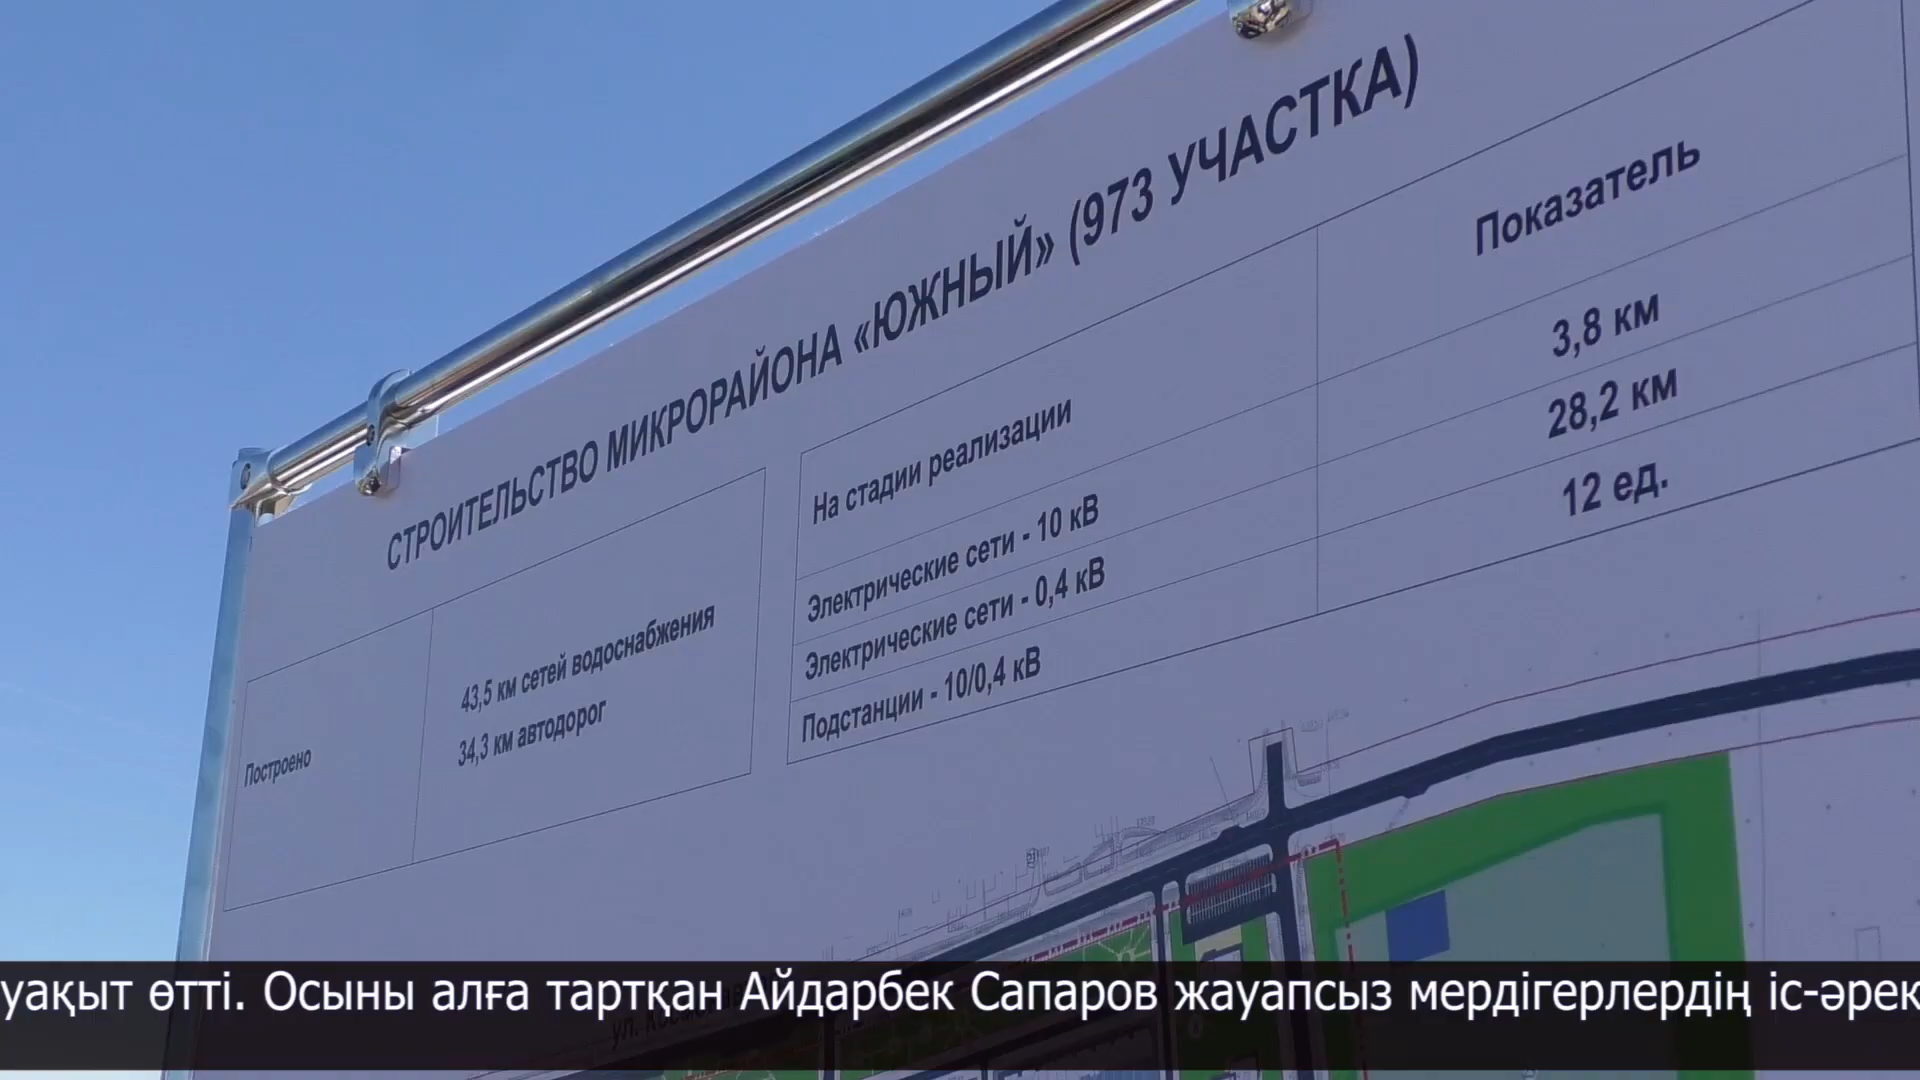 СТРОИТЕЛЬСТВО МИКРОРАЙОНА «ЮЖНЫЙ» (973 УЧАСТКА)
Построено
43,5 км сетей водоснабжения
34,3 км автодорог
На стадии реализации Показатель
Электрические сети - 10 кВ 3,8 км
Электрические сети - 0,4 кВ 28,2 км
Подстанции - 10/0,4 кВ 12 ед.
уақыт өтті. Осыны алға тартқан Айдарбек Сапаров жауапсыз мердігерлердің іс-әрек